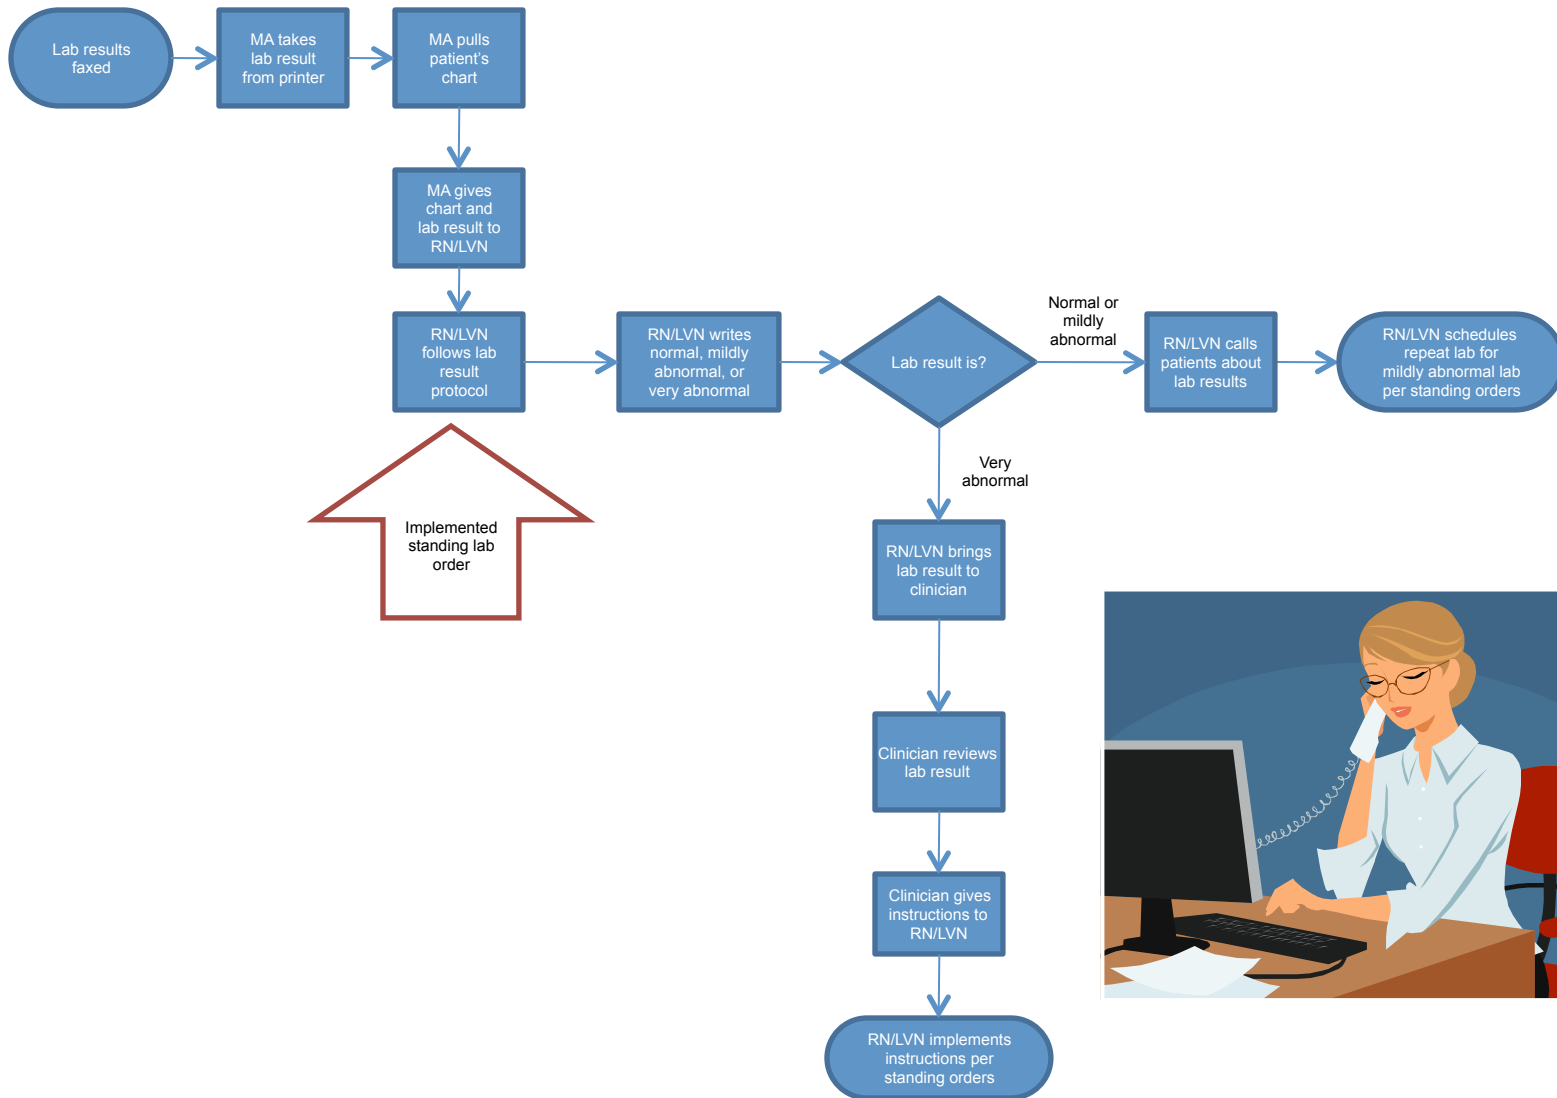 Lab results
faxed
MA takes
lab result
from printer
MA pulls
patient's
chart
MA gives
chart and
lab result to
RN/LVN
RN/LVN
follows lab
result
protocol
RN/LVN writes
normal, mildly
abnormal, or
very abnormal
Lab result is?
Normal or
mildly
abnormal
RN/LVN calls
patients about
lab results
RN/LVN schedules
repeat lab for
mildly abnormal lab
per standing orders
Implemented
standing lab
order
Very
abnormal
RN/LVN brings
lab result to
clinician
Clinician reviews
lab result
Clinician gives
instructions to
RN/LVN
RN/LVN implements
instructions per
standing orders